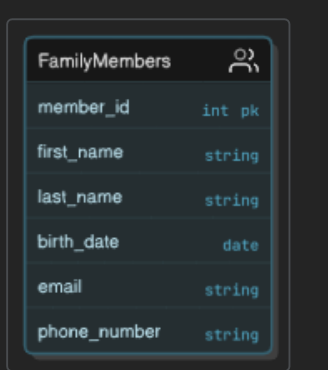 FamilyMembers
member_id int pk
first_name string
last_name string
birth_date date
email string
phone_number string